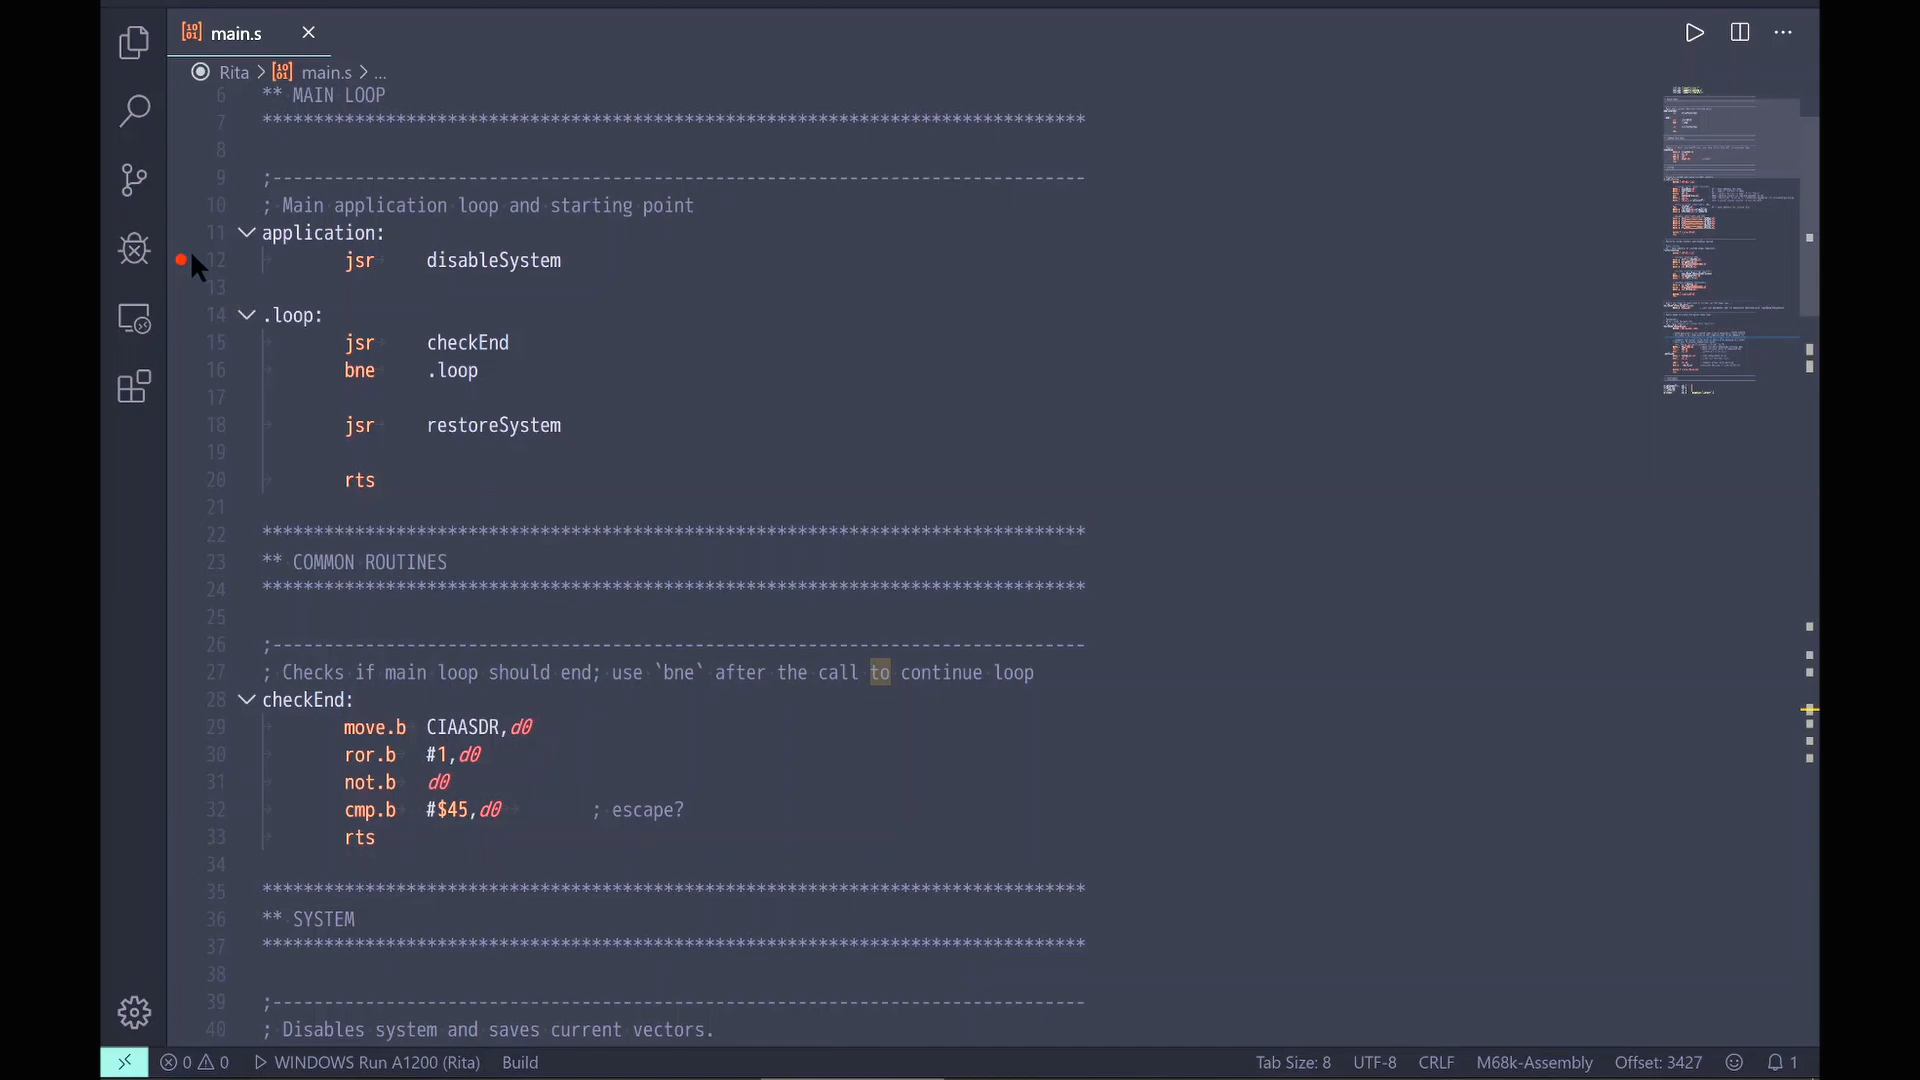 main.s
Rita > main.s > ...
6 ** MAIN LOOP
7 ********************************************************************************
8
9 ;-------------------------------------------------------------------------------
10 ; Main application loop and starting point
11 application:
12 jsr disableSystem
13
14 .loop:
15 jsr checkEnd
16 bne .loop
17
18 jsr restoreSystem
19
20 rts
21
22 ********************************************************************************
23 ** COMMON ROUTINES
24 ********************************************************************************
25
26 ;-------------------------------------------------------------------------------
27 ; Checks if main loop should end; use `bne` after the call to continue loop
28 checkEnd:
29 move.b CIAASDR,d0
30 ror.b #1,d0
31 not.b d0
32 cmp.b #$45,d0 ; escape?
33 rts
34
35 ********************************************************************************
36 ** SYSTEM
37 ********************************************************************************
38
39 ;-------------------------------------------------------------------------------
40 ; Disables system and saves current vectors.
0 0 WINDOWS Run A1200 (Rita) Build Tab Size: 8 UTF-8 CRLF M68k-Assembly Offset: 3427 1